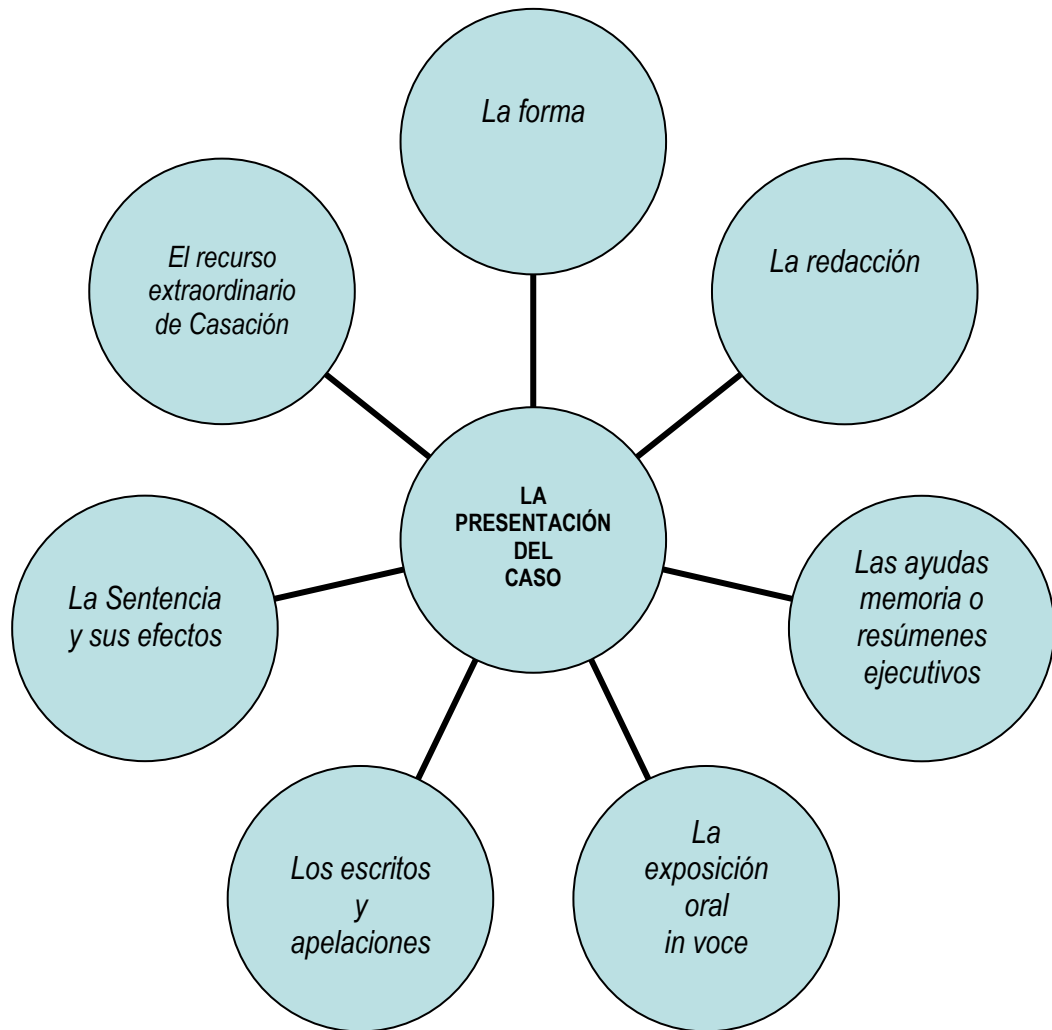 La forma
La redacción
Las ayudas
memoria o
resúmenes
ejecutivos
La
exposición
oral
in voce
Los escritos
y
apelaciones
La Sentencia
y sus efectos
El recurso
extraordinario
de Casación
LA
PRESENTACIÓN
DEL
CASO